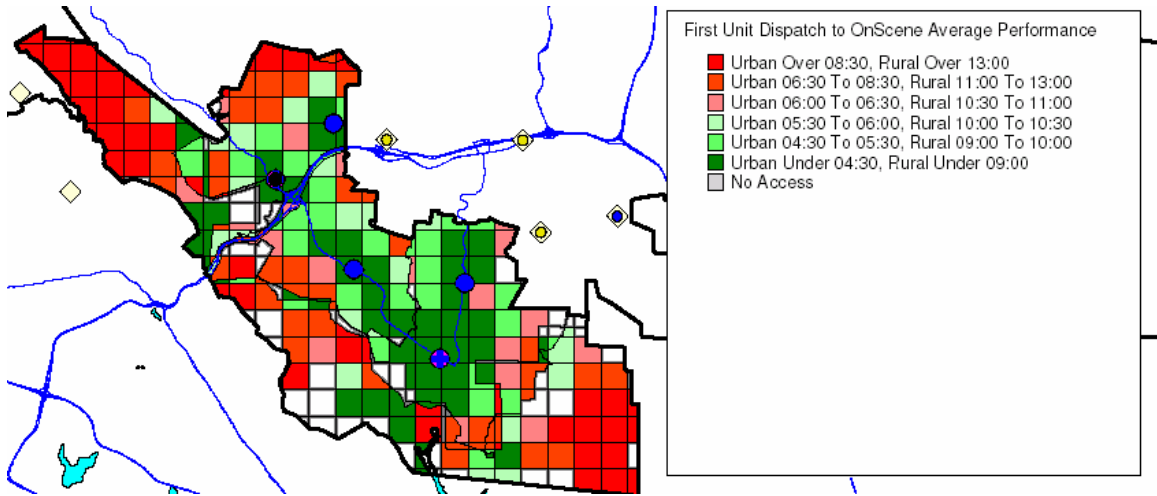 First Unit Dispatch to OnScene Average Performance
Urban Over 08:30, Rural Over 13:00
Urban 06:30 To 08:30, Rural 11:00 To 13:00
Urban 06:00 To 06:30, Rural 10:30 To 11:00
Urban 05:30 To 06:00, Rural 10:00 To 10:30
Urban 04:30 To 05:30, Rural 09:00 To 10:00
Urban Under 04:30, Rural Under 09:00
No Access